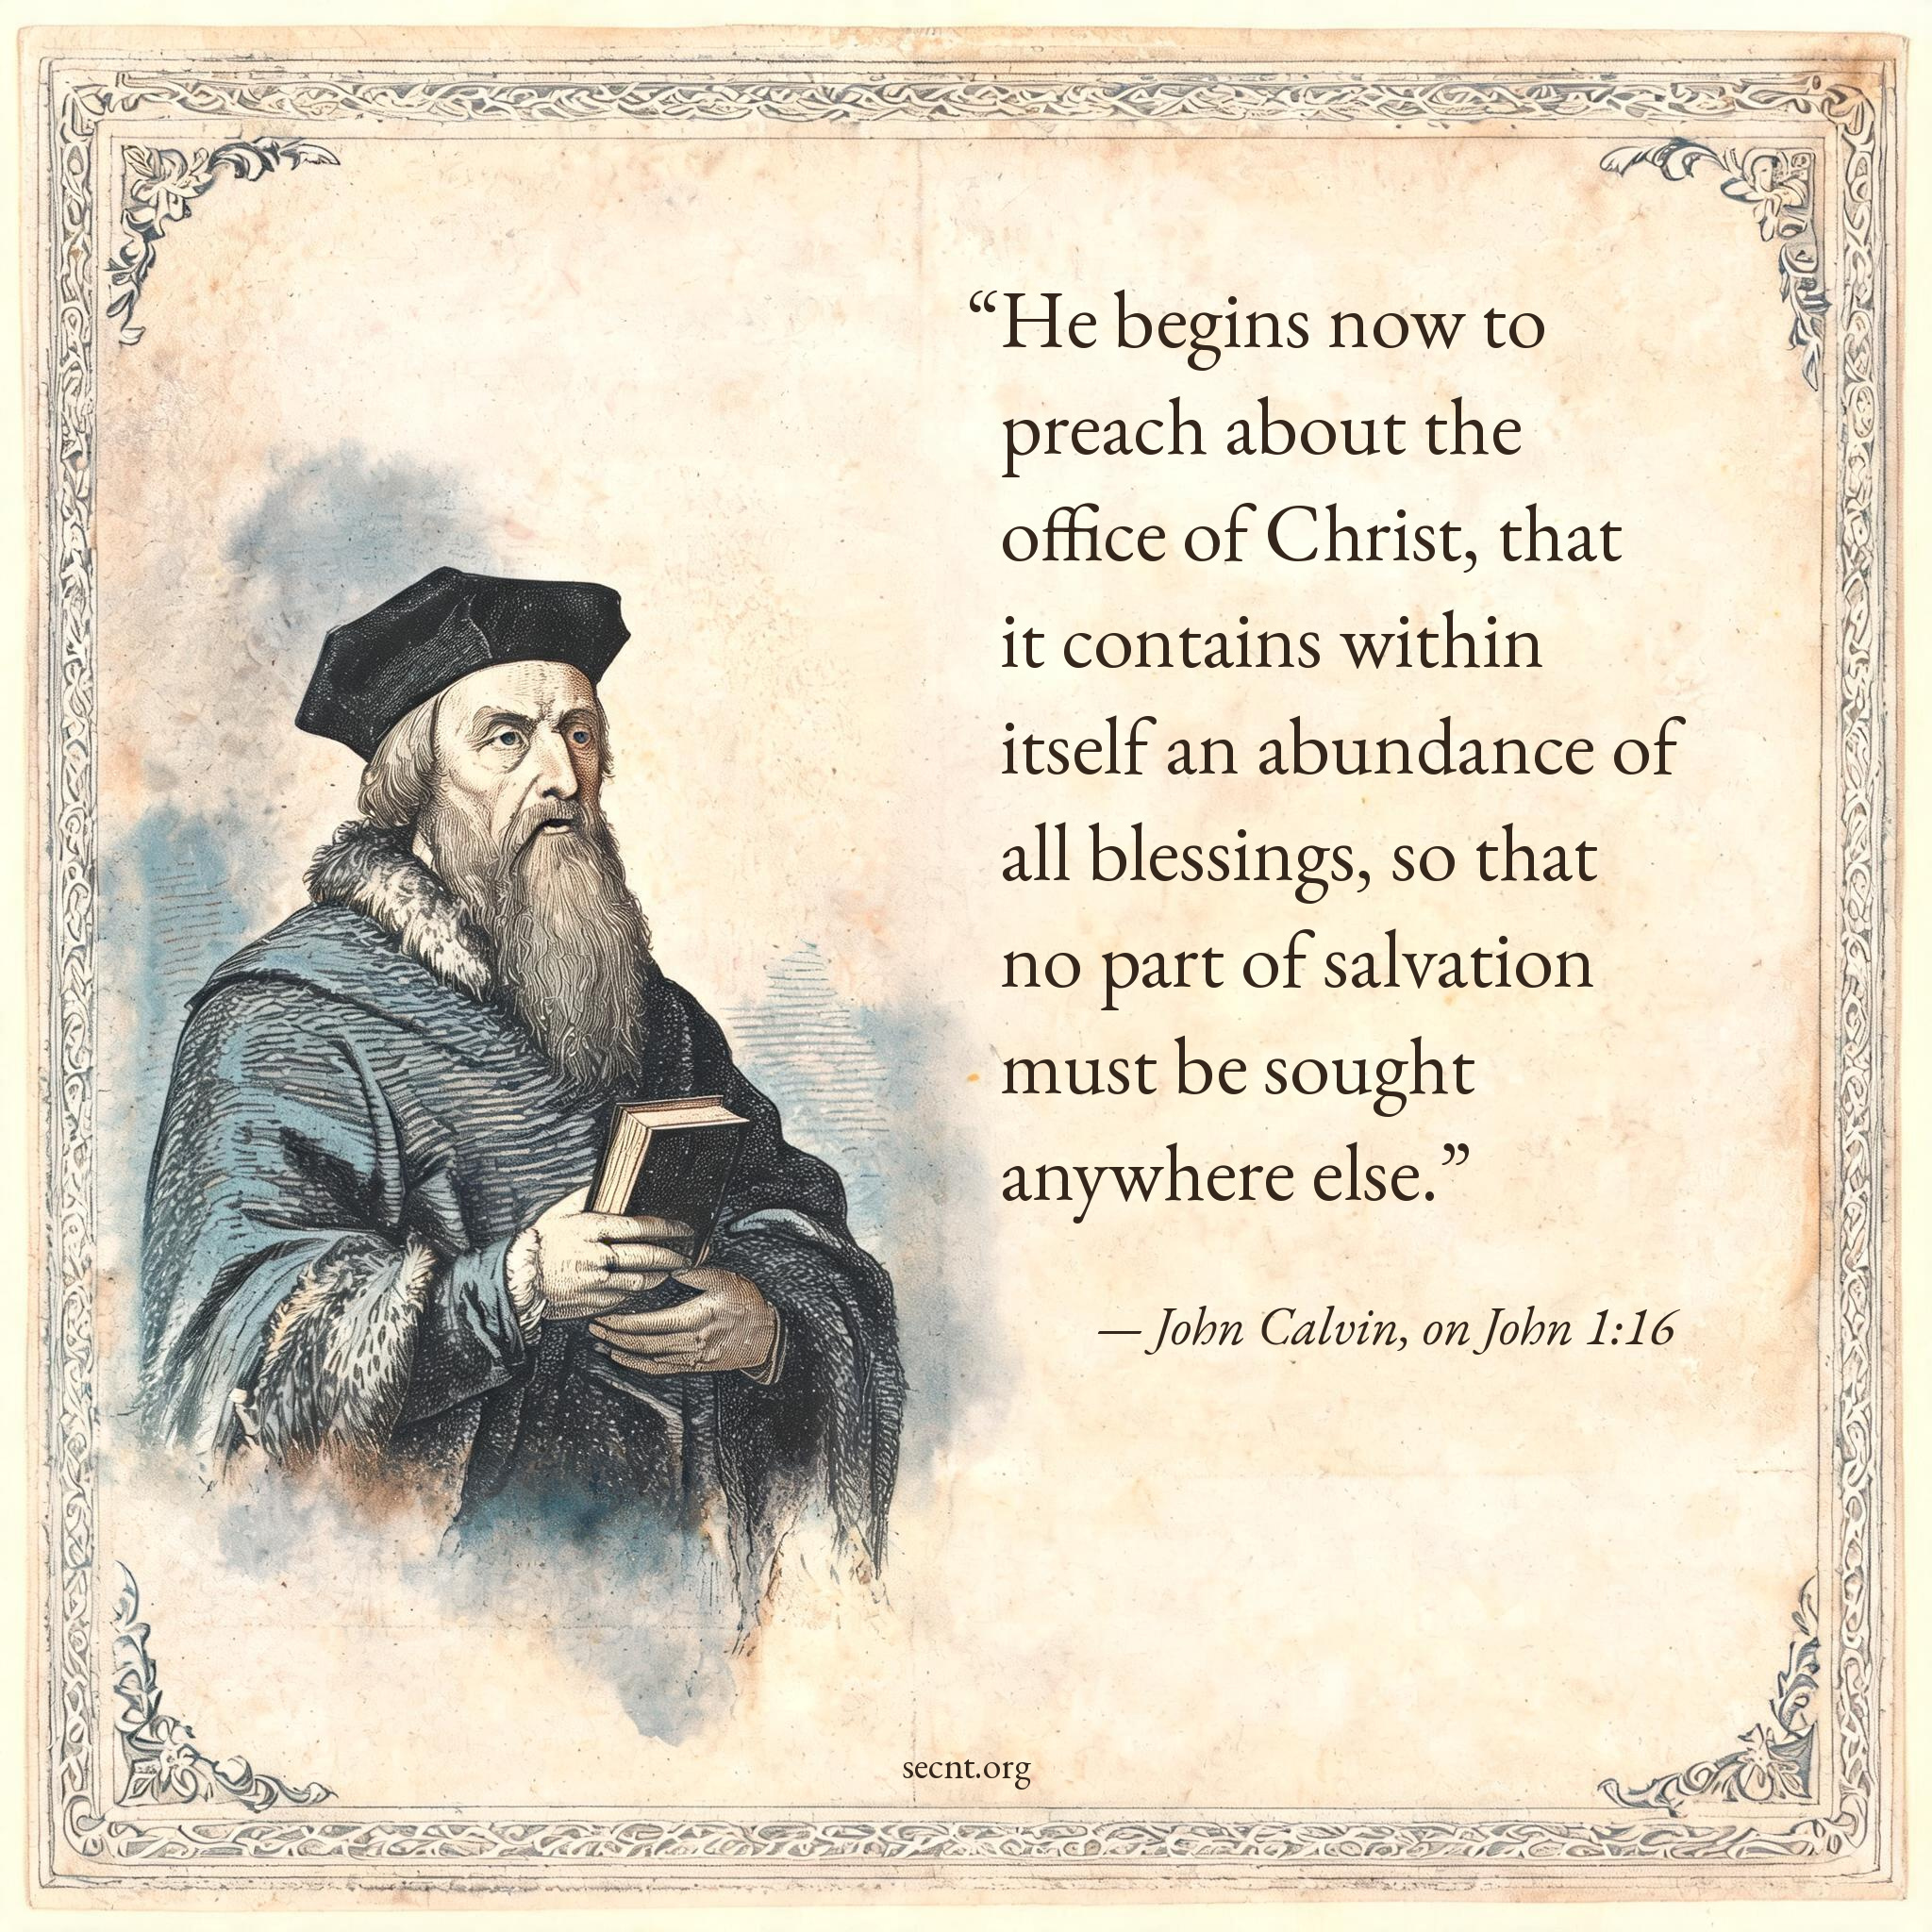 “He begins now to
preach about the
office of Christ, that
it contains within
itself an abundance of
all blessings, so that
no part of salvation
must be sought
anywhere else.”
— John Calvin, on John 1:16
secnt.org